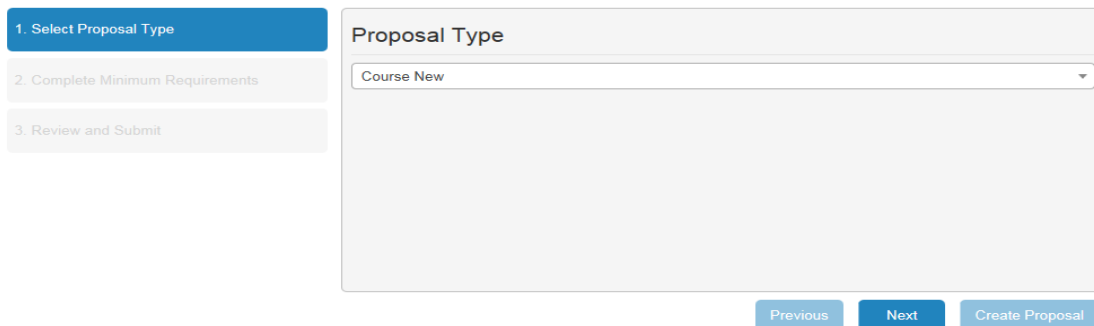 1. Select Proposal Type
2. Complete Minimum Requirements
3. Review and Submit
Proposal Type
Course New
Previous
Next
Create Proposal